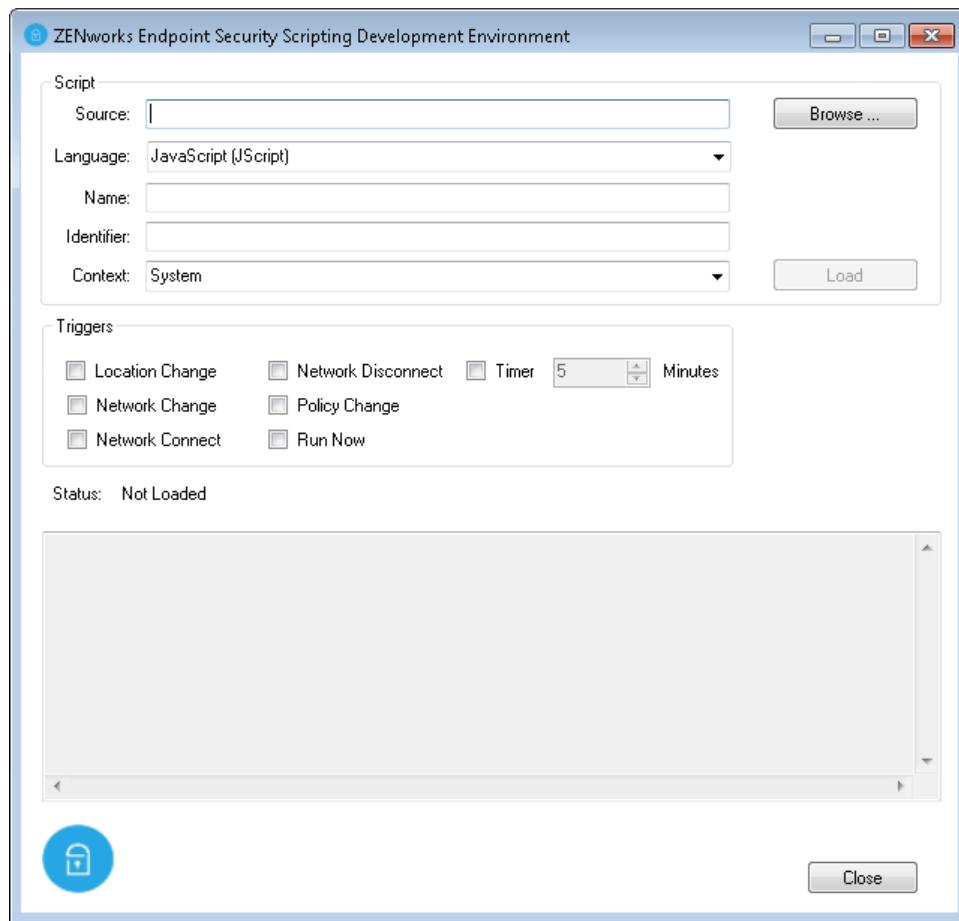 ZENworks Endpoint Security Scripting Development Environment
Script
Source: Browse ...
Language: JavaScript (JScript)
Name:
Identifier:
Context: System Load
Triggers
Location Change Network Disconnect Timer 5 Minutes
Network Change Policy Change
Network Connect Run Now
Status: Not Loaded
Close